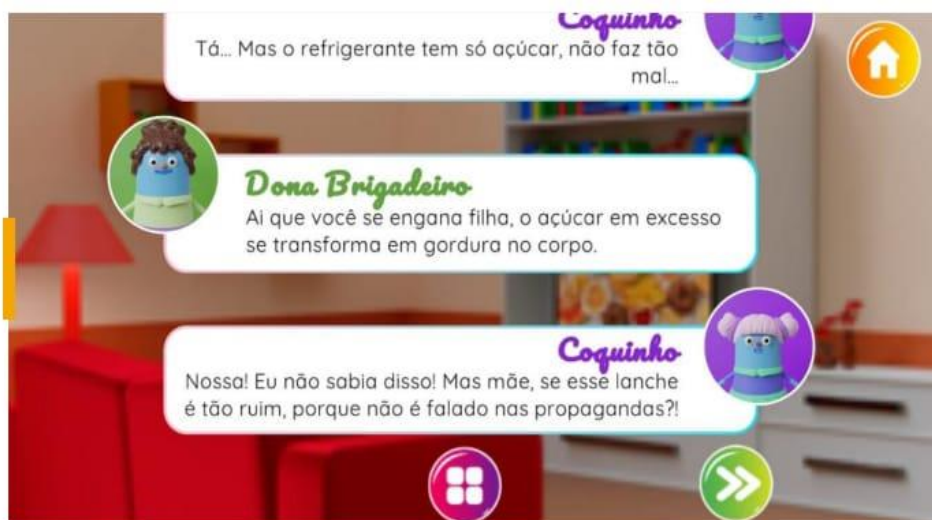 Coquinho
Tá... Mas o refrigerante tem só açúcar, não faz tão
mal...
Dona Brigadeiro
Ai que você se engana filha, o açúcar em excesso
se transforma em gordura no corpo.
Coquinho
Nossa! Eu não sabia disso! Mas mãe, se esse lanche
é tão ruim, porque não é falado nas propagandas?!